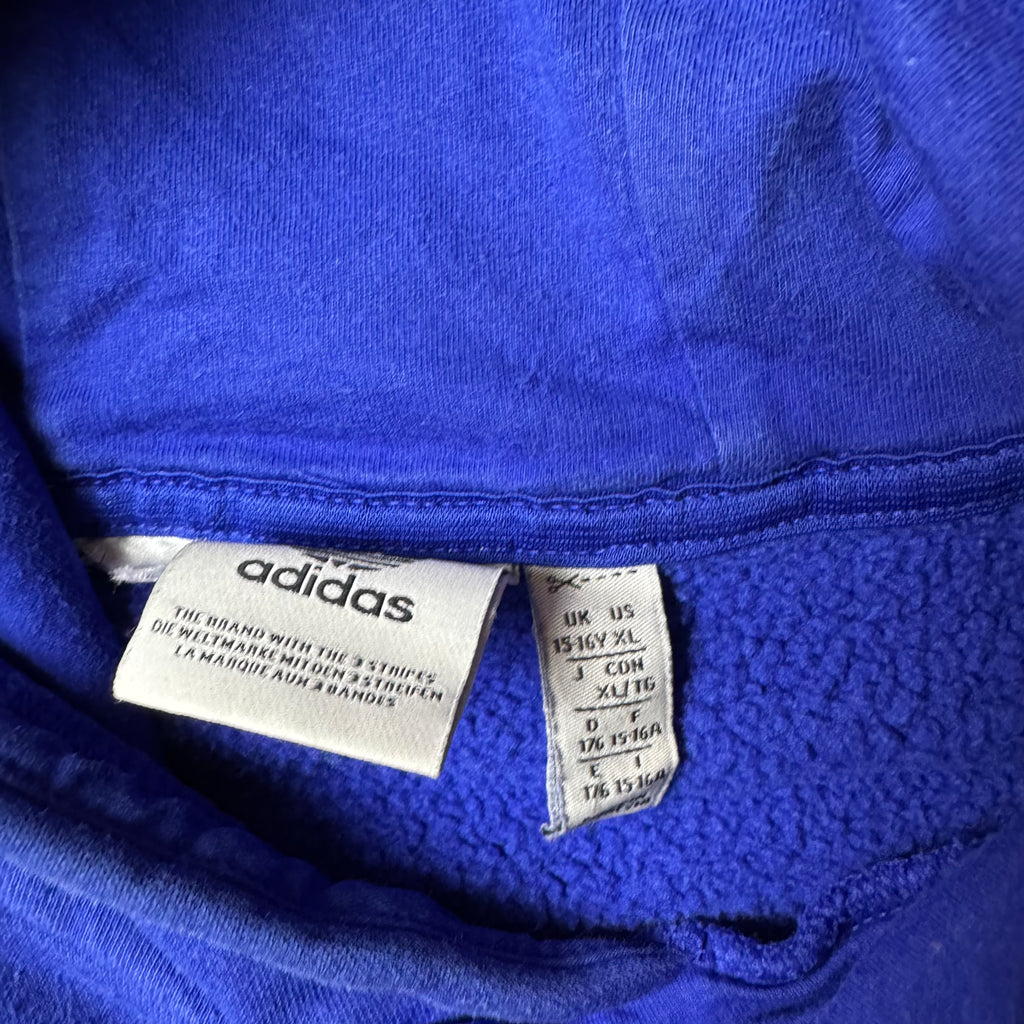 adidas
THE BRAND WITH THE 3 STRIPES
DIE WELTMARKE MIT DEN 3 STREIFEN
LA MARQUE AUX 3 BANDES
UK US
15-16Y XL
J CDN
XL/TG
D F
176 15-16A
E I
176 15-16A